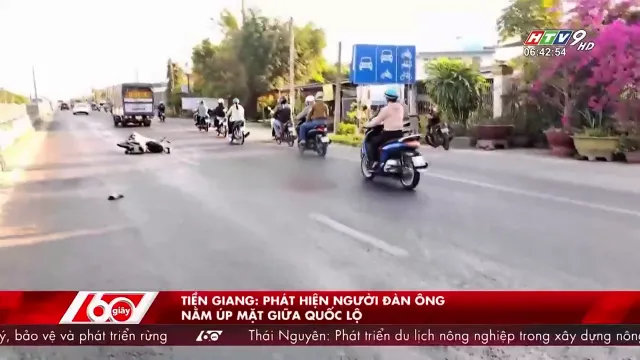 HTV9 HD
06:42:54
60 giây
TIỀN GIANG: PHÁT HIỆN NGƯỜI ĐÀN ÔNG
NẰM ÚP MẶT GIỮA QUỐC LỘ
ý, bảo vệ và phát triển rừng 60 Thái Nguyên: Phát triển du lịch nông nghiệp trong xây dựng nôn